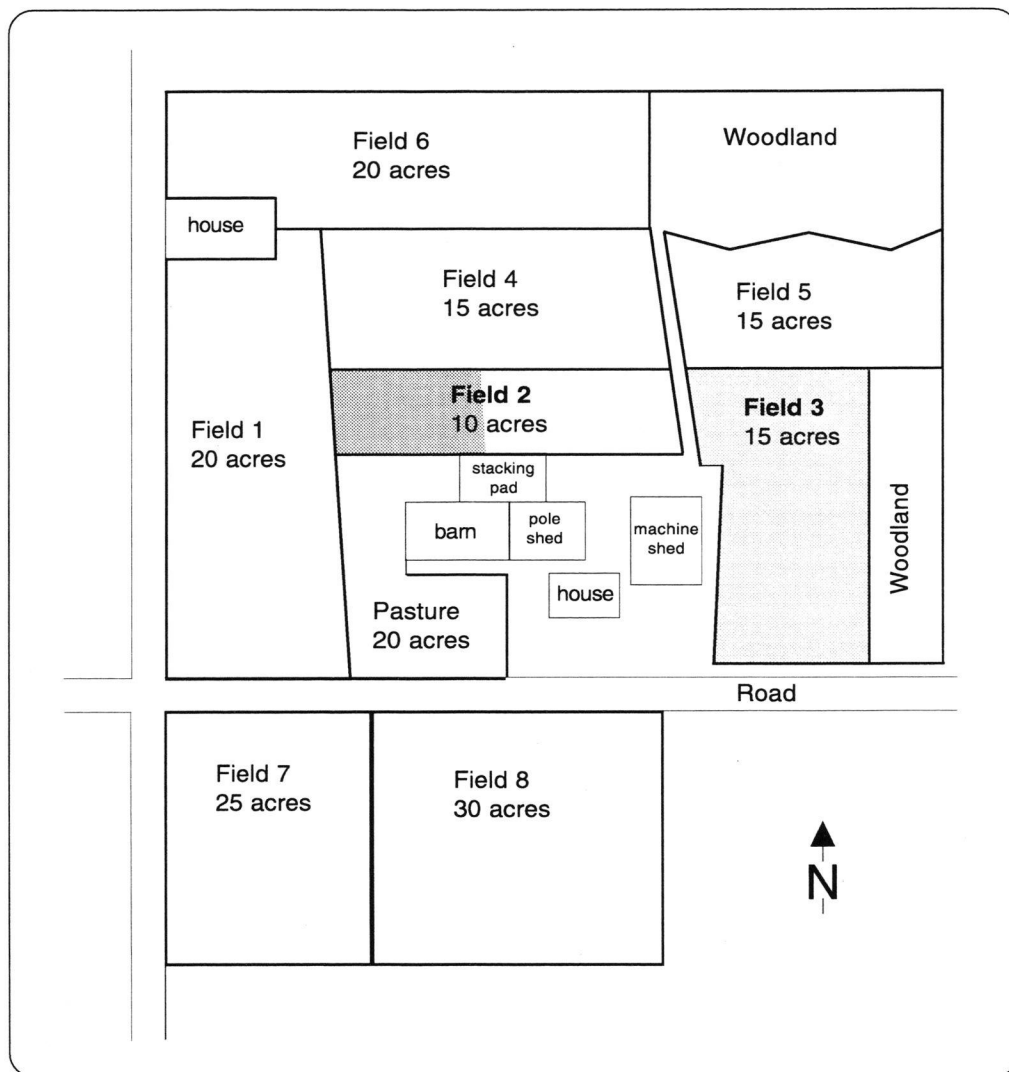 Field 6
20 acres
Woodland
house
Field 4
15 acres
Field 5
15 acres
Field 2
10 acres
Field 3
15 acres
Field 1
20 acres
stacking
pad
barn
pole
shed
machine
shed
Woodland
house
Pasture
20 acres
Road
Field 7
25 acres
Field 8
30 acres
N